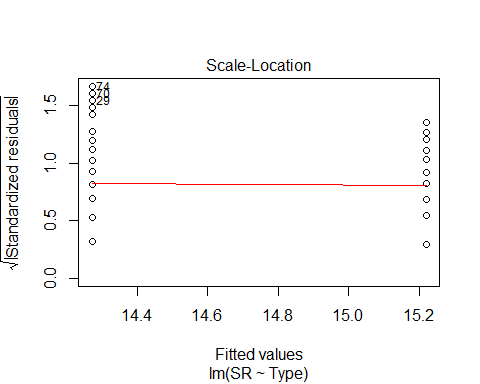 Scale-Location
√|Standardized residuals|
1.5
1.0
0.5
0.0
74
70
29
14.4 14.6 14.8 15.0 15.2
Fitted values
lm(SR ~ Type)